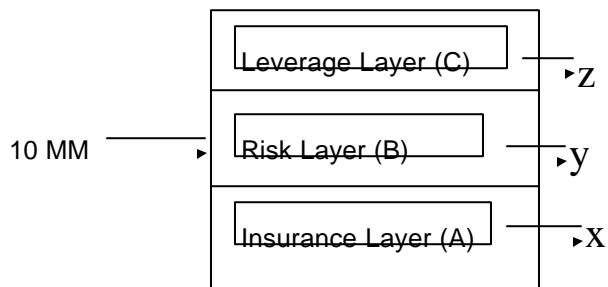 Leverage Layer (C)
z
10 MM
Risk Layer (B)
y
Insurance Layer (A)
x